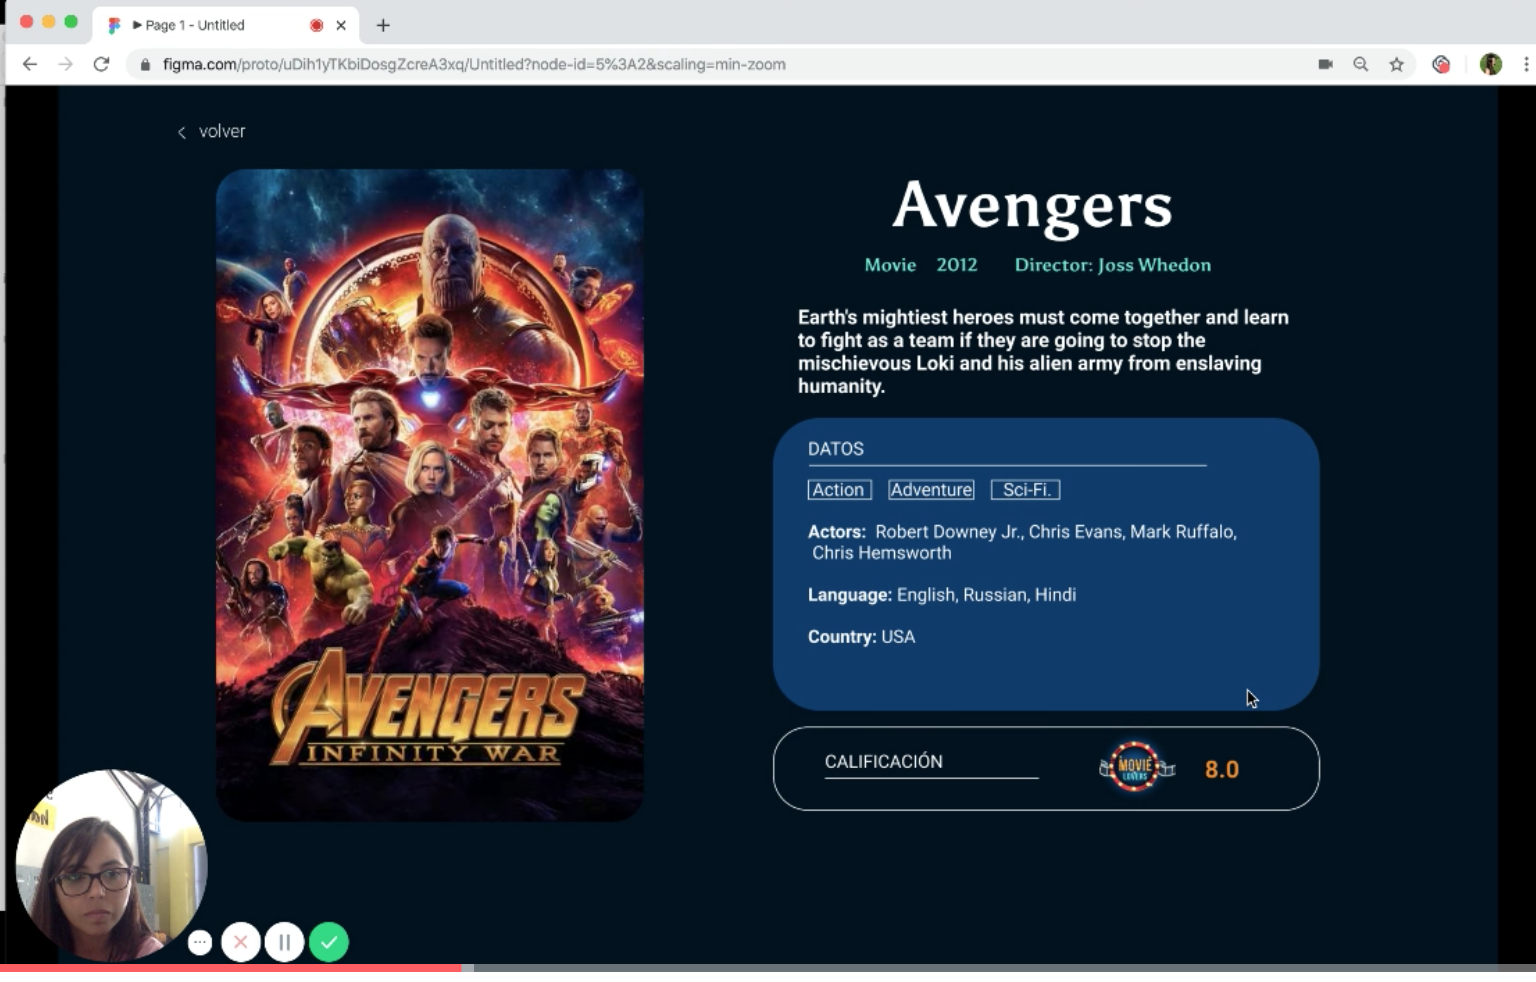 Page 1 - Untitled
figma.com/proto/uDih1yTKbiDosgZcreA3xq/Untitled?node-id=5%3A2&scaling=min-zoom
volver
Avengers
Movie 2012 Director: Joss Whedon
Earth's mightiest heroes must come together and learn
to fight as a team if they are going to stop the
mischievous Loki and his alien army from enslaving
humanity.
DATOS
Action Adventure Sci-Fi.
Actors: Robert Downey Jr., Chris Evans, Mark Ruffalo,
Chris Hemsworth
Language: English, Russian, Hindi
Country: USA
AVENGERS
INFINITY WAR
CALIFICACIÓN
MOVIE
LOVERS
8.0